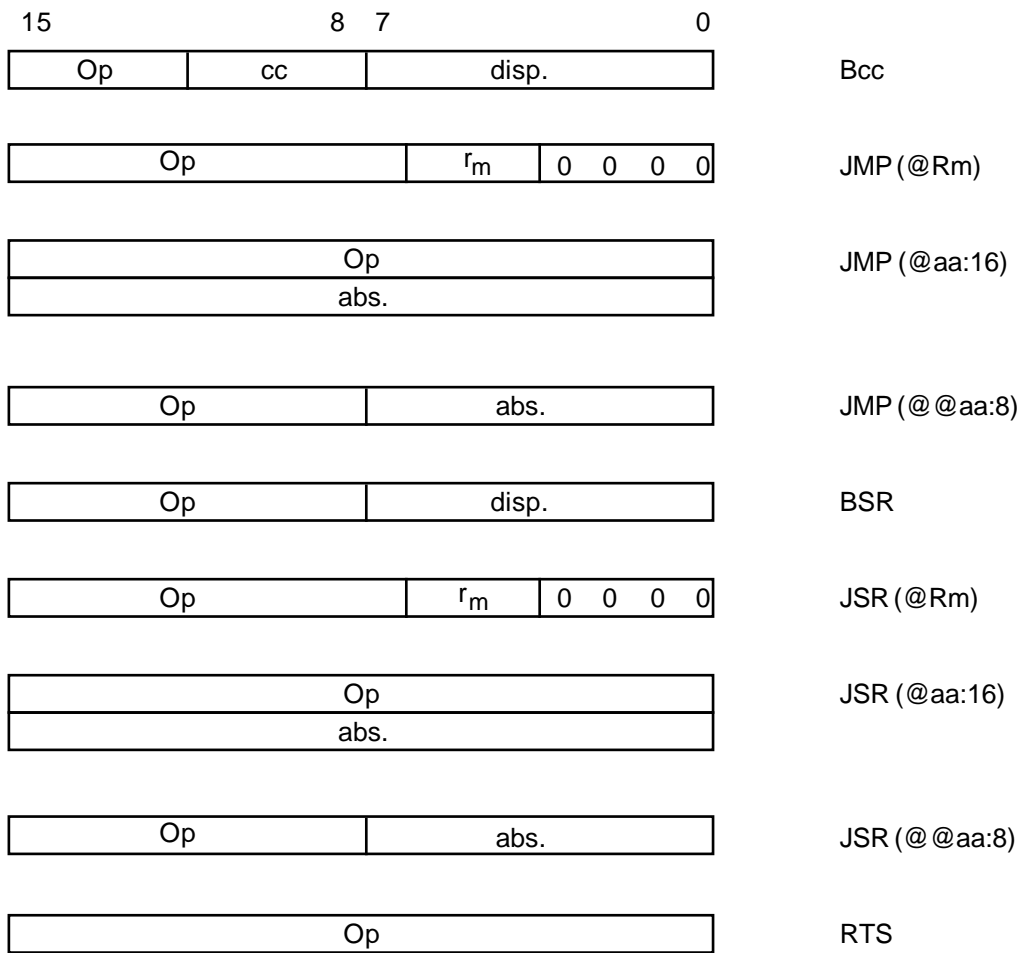 15 8 7 0
Op cc disp. Bcc
Op rm 0 0 0 0 JMP (@Rm)
Op JMP (@aa:16)
abs.
Op abs. JMP (@@aa:8)
Op disp. BSR
Op rm 0 0 0 0 JSR (@Rm)
Op JSR (@aa:16)
abs.
Op abs. JSR (@@aa:8)
Op RTS